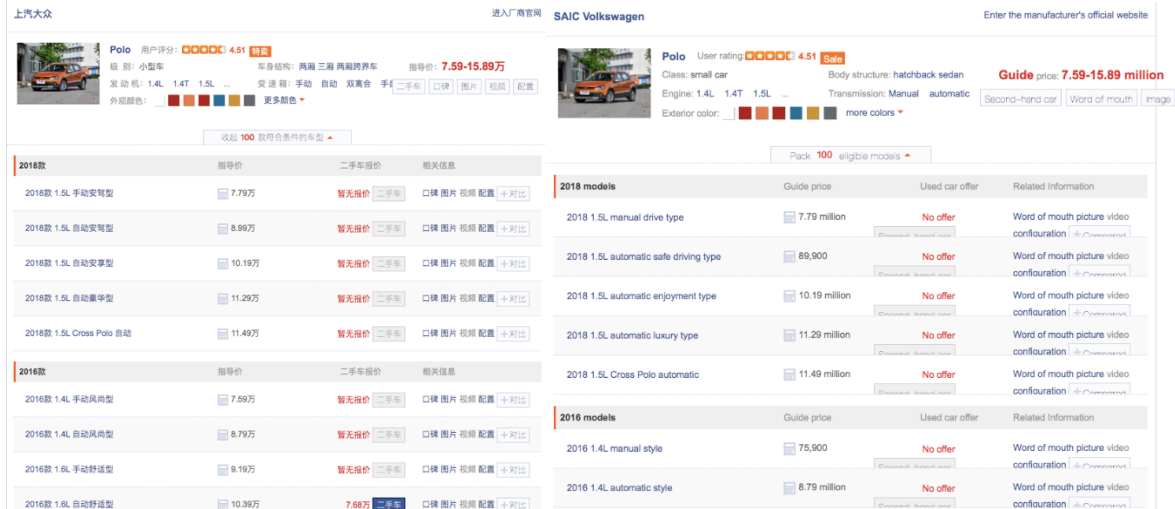 上汽大众
进入厂商官网
Polo 用户评分: 4.51 特卖
级 别: 小型车 车身结构: 两厢 三厢 两厢跨界车 指导价: 7.59-15.89万
发 动 机: 1.4L 1.4T 1.5L ... 变 速 箱: 手动 自动 双离合 手 二手车 口碑 图片 视频 配置
外观颜色: 更多颜色
收起 100 款符合条件的车型
2018款 指导价 二手车报价 相关信息
2018款 1.5L 手动安驾型 7.79万 暂无报价 二手车 口碑 图片 视频 配置 +对比
2018款 1.5L 自动安驾型 8.99万 暂无报价 二手车 口碑 图片 视频 配置 +对比
2018款 1.5L 自动安享型 10.19万 暂无报价 二手车 口碑 图片 视频 配置 +对比
2018款 1.5L 自动豪华型 11.29万 暂无报价 二手车 口碑 图片 视频 配置 +对比
2018款 1.5L Cross Polo 自动 11.49万 暂无报价 二手车 口碑 图片 视频 配置 +对比
2016款 指导价 二手车报价 相关信息
2016款 1.4L 手动风尚型 7.59万 暂无报价 二手车 口碑 图片 视频 配置 +对比
2016款 1.4L 自动风尚型 8.79万 暂无报价 二手车 口碑 图片 视频 配置 +对比
2016款 1.6L 手动舒适型 9.19万 暂无报价 二手车 口碑 图片 视频 配置 +对比
2016款 1.6L 自动舒适型 10.39万 7.68万 二手车 口碑 图片 视频 配置 +对比
SAIC Volkswagen
Enter the manufacturer's official website
Polo User rating: 4.51 Sale
Class: small car Body structure: hatchback sedan Guide price: 7.59-15.89 million
Engine: 1.4L 1.4T 1.5L ... Transmission: Manual automatic Second-hand car Word of mouth Image
Exterior color: more colors
Pack 100 eligible models
2018 models Guide price Used car offer Related Information
2018 1.5L manual drive type 7.79 million No offer Word of mouth picture video
Second-hand car configuration + Compared
2018 1.5L automatic safe driving type 89,900 No offer Word of mouth picture video
Second-hand car configuration + Compared
2018 1.5L automatic enjoyment type 10.19 million No offer Word of mouth picture video
Second-hand car configuration + Compared
2018 1.5L automatic luxury type 11.29 million No offer Word of mouth picture video
Second-hand car configuration + Compared
2018 1.5L Cross Polo automatic 11.49 million No offer Word of mouth picture video
Second-hand car configuration + Compared
2016 models Guide price Used car offer Related Information
2016 1.4L manual style 75,900 No offer Word of mouth picture video
Second-hand car configuration + Compared
2016 1.4L automatic style 8.79 million No offer Word of mouth picture video
Second-hand car configuration + Compared